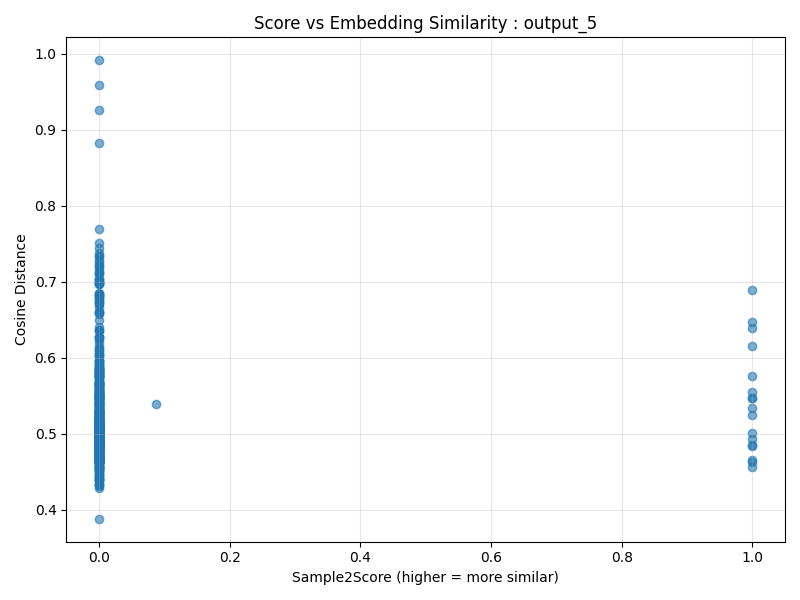 Score vs Embedding Similarity : output_5
1.0
0.9
0.8
0.7
0.6
0.5
0.4
Cosine Distance
0.0 0.2 0.4 0.6 0.8 1.0
Sample2Score (higher = more similar)